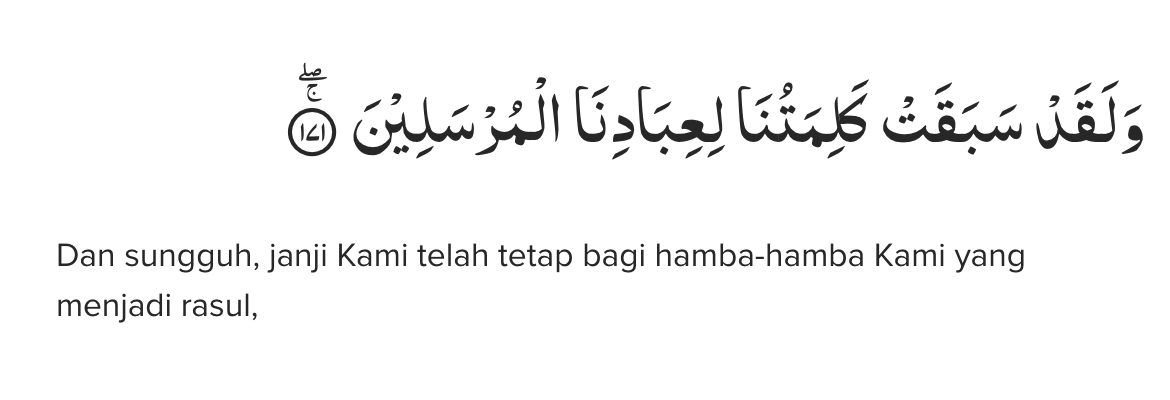 وَلَقَدْ سَبَقَتْ كَلِمَتُنَا لِعِبَادِنَا الْمُرْسَلِيْنَ ۖۚ ١٧١
Dan sungguh, janji Kami telah tetap bagi hamba-hamba Kami yang
menjadi rasul,